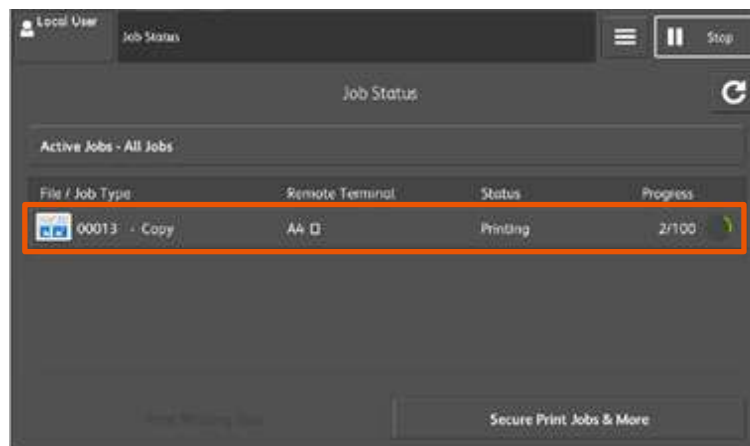 Local User
Job Status
Stop
Job Status
Active Jobs - All Jobs
File / Job Type Remote Terminal Status Progress
00013 - Copy A4 Printing 2/100
Secure Print Jobs & More